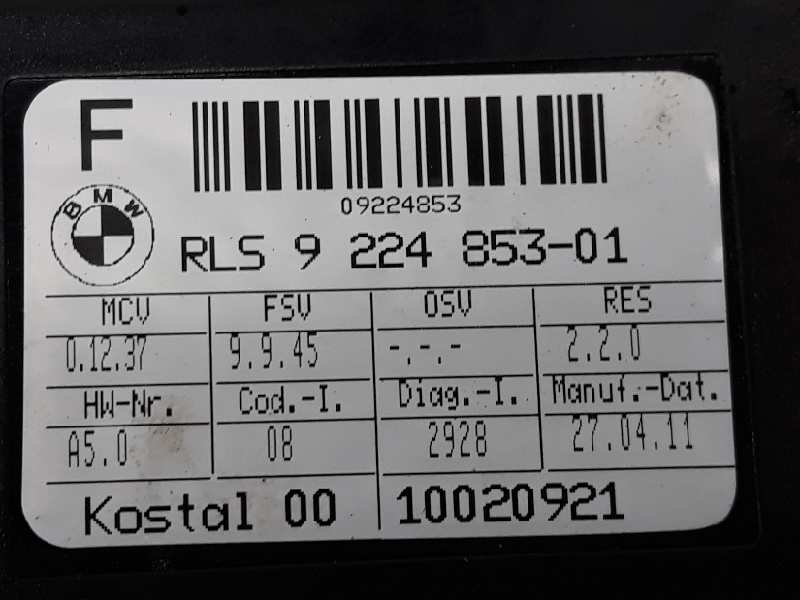 F
09224853
BMW
RLS 9 224 853-01
MCV FSV OSV RES
0.12.37 9.9.45 -.-.- 2.2.0
HW-Nr. Cod.-I. Diag.-I. Manuf.-Dat.
A5.0 08 2928 27.04.11
Kostal 00 10020921